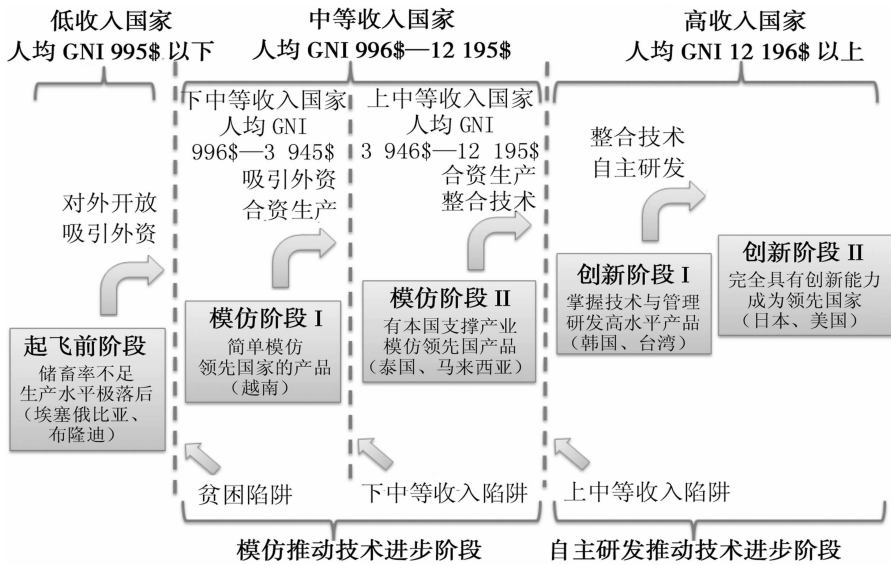 低收入国家
人均 GNI 995$ 以下
中等收入国家
人均 GNI 996$—12 195$
高收入国家
人均 GNI 12 196$ 以上
下中等收入国家
人均 GNI
996$—3 945$
吸引外资
合资生产
上中等收入国家
人均 GNI
3 946$—12 195$
合资生产
整合技术
整合技术
自主研发
对外开放
吸引外资
起飞前阶段
储畜率不足
生产水平极落后
（埃塞俄比亚、
布隆迪）
模仿阶段 I
简单模仿
领先国家的产品
（越南）
模仿阶段 II
有本国支撑产业
模仿领先国产品
（泰国、马来西亚）
创新阶段 I
掌握技术与管理
研发高水平产品
（韩国、台湾）
创新阶段 II
完全具有创新能力
成为领先国家
（日本、美国）
贫困陷阱
下中等收入陷阱
上中等收入陷阱
模仿推动技术进步阶段
自主研发推动技术进步阶段